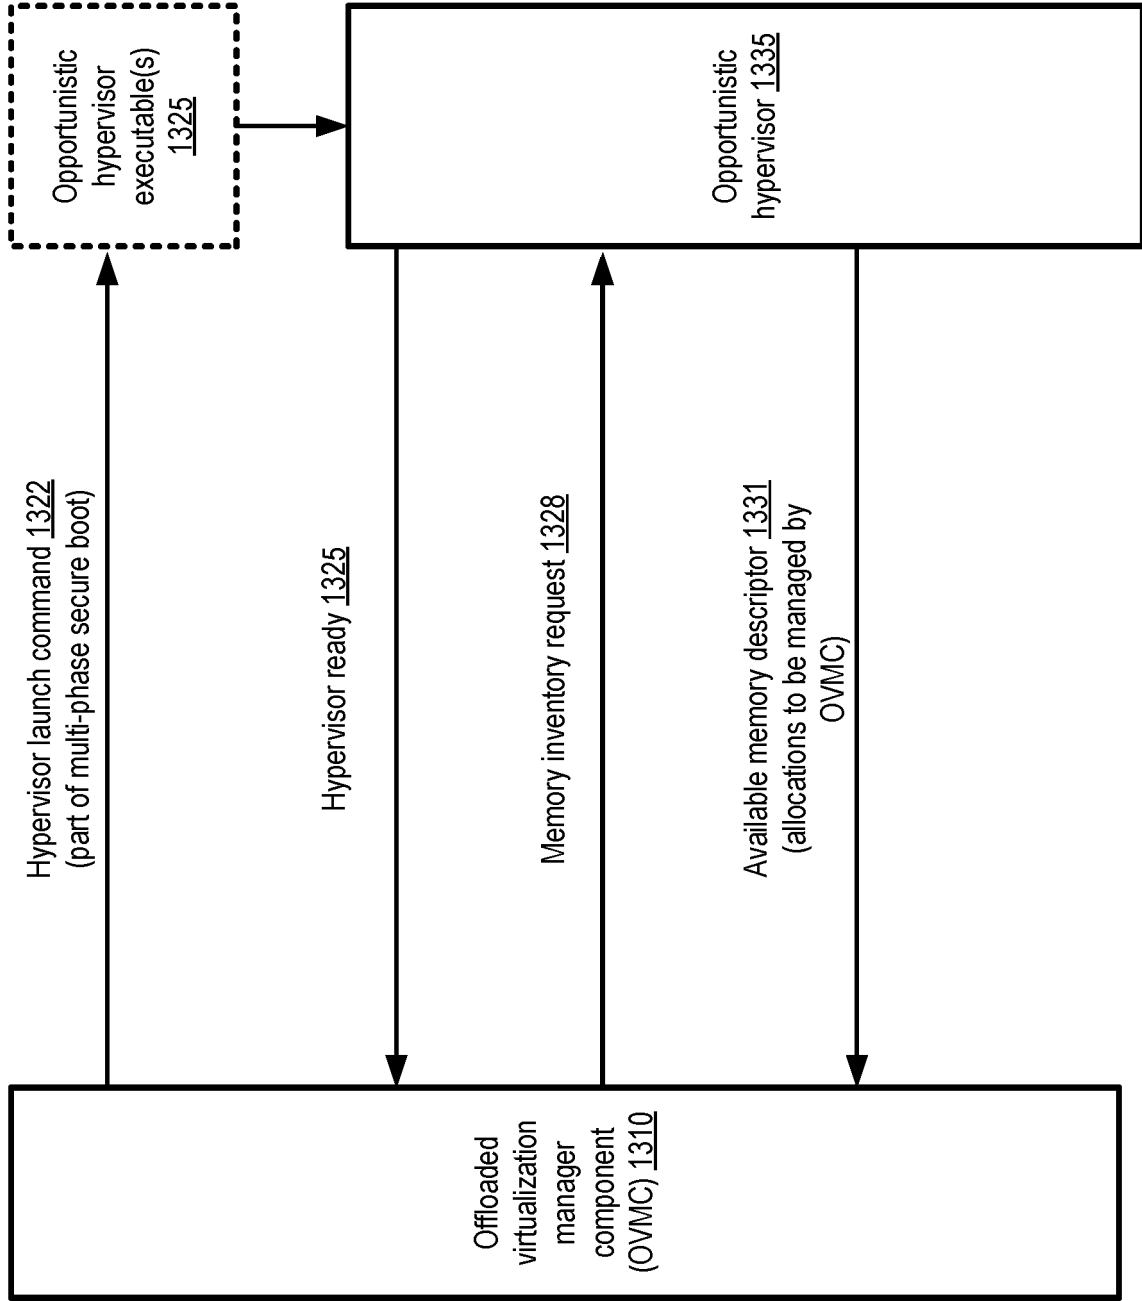 Opportunistic
hypervisor
executable(s)
1325
Hypervisor launch command 1322
(part of multi-phase secure boot)
Hypervisor ready 1325
Memory inventory request 1328
Available memory descriptor 1331
(allocations to be managed by
OVMC)
Opportunistic
hypervisor 1335
Offloaded
virtualization
manager
component
(OVMC) 1310